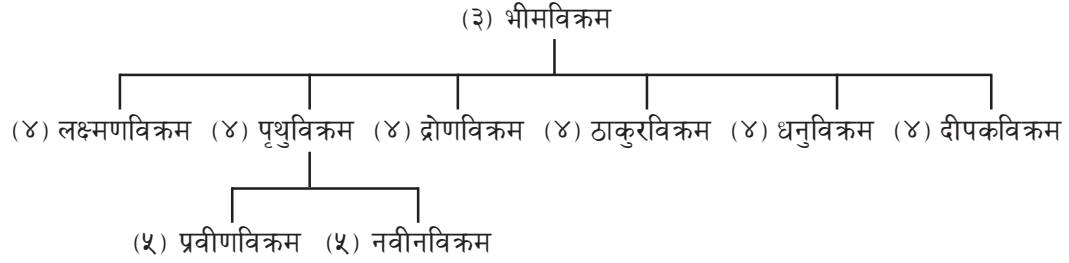 (३) भीमविक्रम
(४) लक्ष्मणविक्रम (४) पृथुविक्रम (४) द्रोणविक्रम (४) ठाकुरविक्रम (४) धनुविक्रम (४) दीपकविक्रम
(५) प्रवीणविक्रम (५) नवीनविक्रम